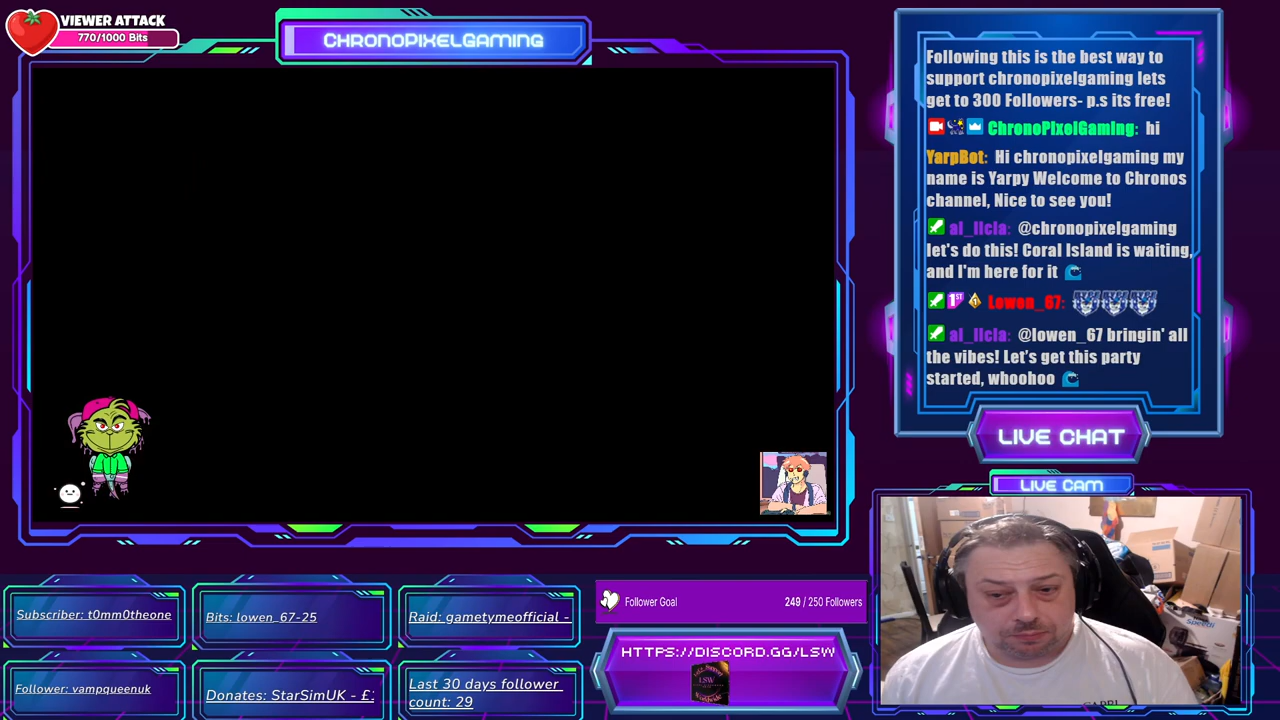 VIEWER ATTACK
770/1000 Bits
CHRONOPIXELGAMING
Following this is the best way to
support chronopixelgaming lets
get to 300 Followers- p.s its free!
ChronoPixelGaming: hi
YarpBot: Hi chronopixelgaming my
name is Yarpy Welcome to Chronos
channel, Nice to see you!
ai_licia: @chronopixelgaming
let's do this! Coral Island is waiting,
and I'm here for it
1ST Lowen_67:
ai_licia: @lowen_67 bringin' all
the vibes! Let's get this party
started, whoohoo
LIVE CHAT
LIVE CAM
Subscriber: t0mm0theone
Bits: lowen_67-25
Raid: gametymeofficial -
Follower Goal
249 / 250 Followers
HTTPS://DISCORD.GG/LSW
LSW
Follower: vampqueenuk
Donates: StarSimUK - £
Last 30 days follower
count: 29